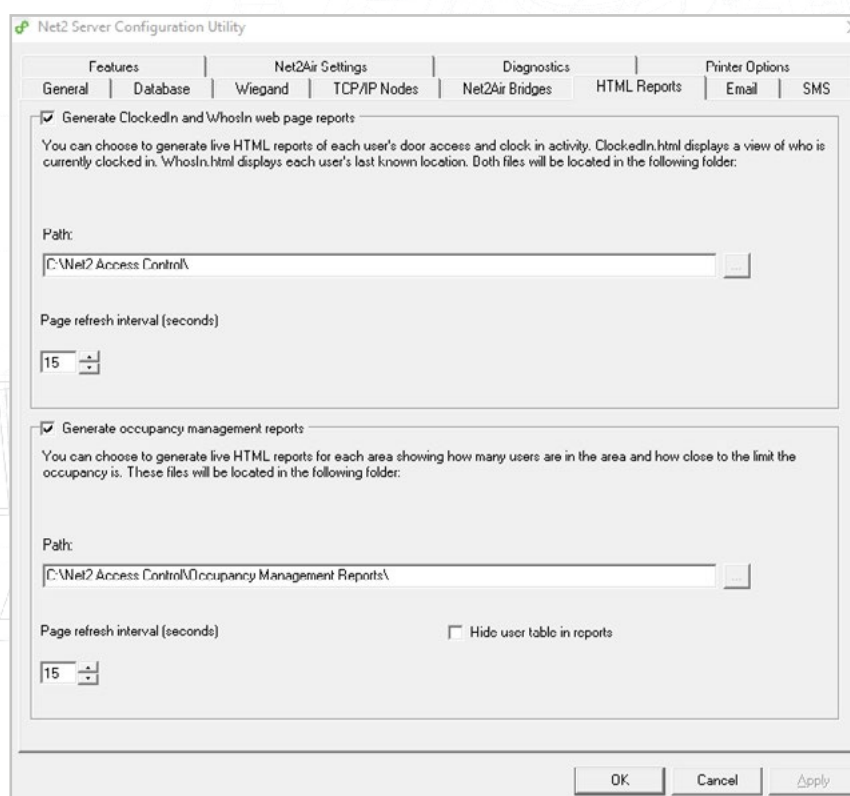 Net2 Server Configuration Utility
Features Net2Air Settings Diagnostics Printer Options
General Database Wiegand TCP/IP Nodes Net2Air Bridges HTML Reports Email SMS
Generate ClockedIn and WhosIn web page reports
You can choose to generate live HTML reports of each user's door access and clock in activity. ClockedIn.html displays a view of who is
currently clocked in. WhosIn.html displays each user's last known location. Both files will be located in the following folder:
Path:
C:\Net2 Access Control\
...
Page refresh interval (seconds)
15
Generate occupancy management reports
You can choose to generate live HTML reports for each area showing how many users are in the area and how close to the limit the
occupancy is. These files will be located in the following folder:
Path:
C:\Net2 Access Control\Occupancy Management Reports\
...
Page refresh interval (seconds) Hide user table in reports
15
OK Cancel Apply